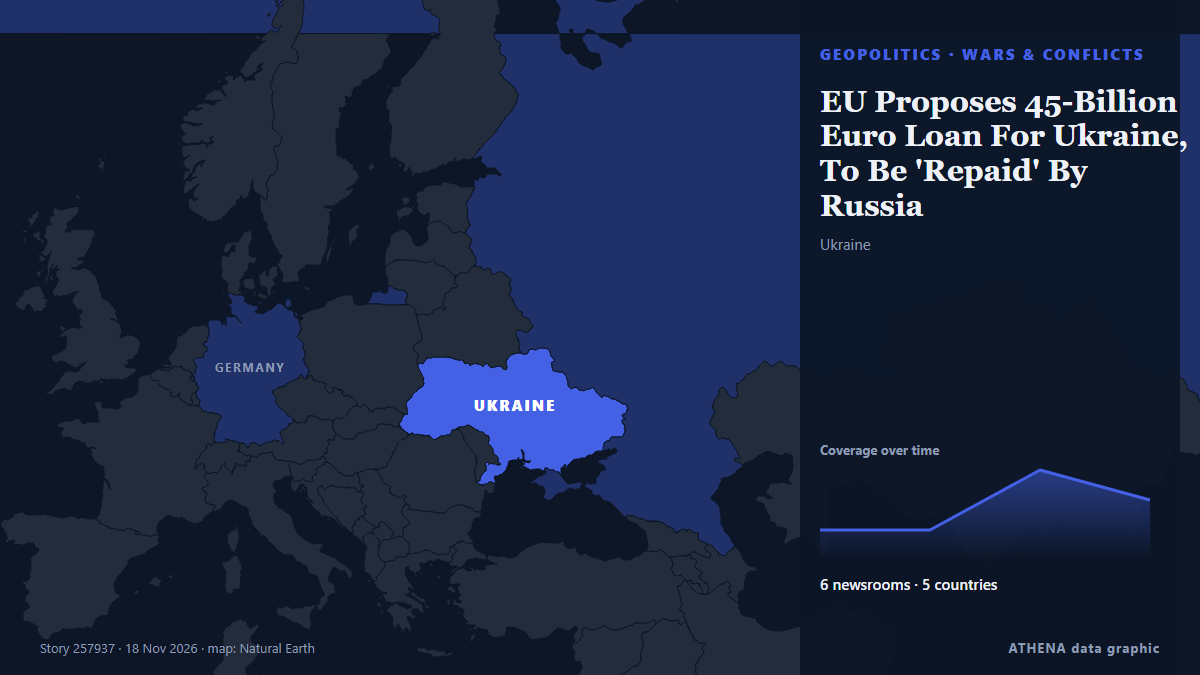 GEOPOLITICS · WARS & CONFLICTS
EU Proposes 45-Billion
Euro Loan For Ukraine,
To Be 'Repaid' By
Russia
Ukraine
GERMANY
UKRAINE
Coverage over time
6 newsrooms · 5 countries
Story 257937 · 18 Nov 2026 · map: Natural Earth
ATHENA data graphic